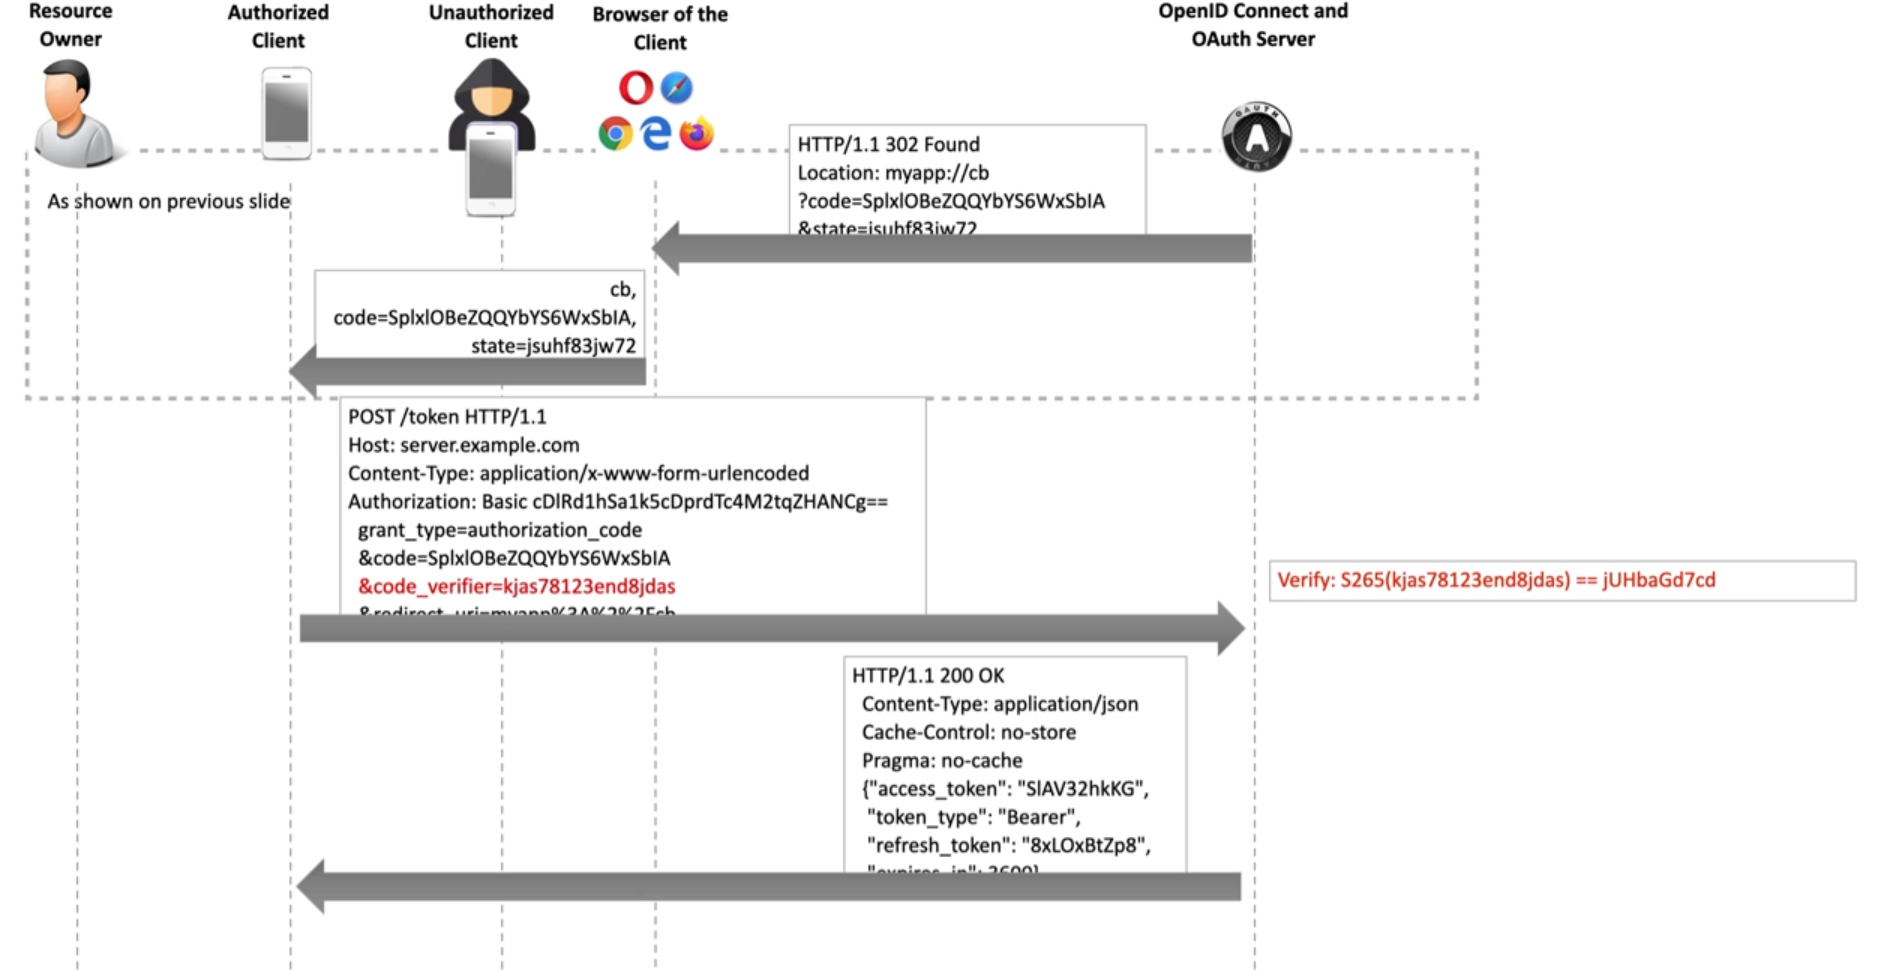 Resource
Owner
Authorized
Client
Unauthorized
Client
Browser of the
Client
OpenID Connect and
OAuth Server
OAUTH
A
HTTP/1.1 302 Found
Location: myapp://cb
?code=SplxlOBeZQQYbYS6WxSbIA
&state=jsuhf83jw72
As shown on previous slide
cb,
code=SplxlOBeZQQYbYS6WxSbIA,
state=jsuhf83jw72
POST /token HTTP/1.1
Host: server.example.com
Content-Type: application/x-www-form-urlencoded
Authorization: Basic cDlRd1hSa1k5cDprdTc4M2tqZHANCg==
grant_type=authorization_code
&code=SplxlOBeZQQYbYS6WxSbIA
&code_verifier=kjas78123end8jdas
&redirect_uri=myapp%3A%2%2Fcb
Verify: S265(kjas78123end8jdas) == jUHbaGd7cd
HTTP/1.1 200 OK
Content-Type: application/json
Cache-Control: no-store
Pragma: no-cache
{"access_token": "SlAV32hkKG",
"token_type": "Bearer",
"refresh_token": "8xLOxBtZp8",
"expires_in": 3600}